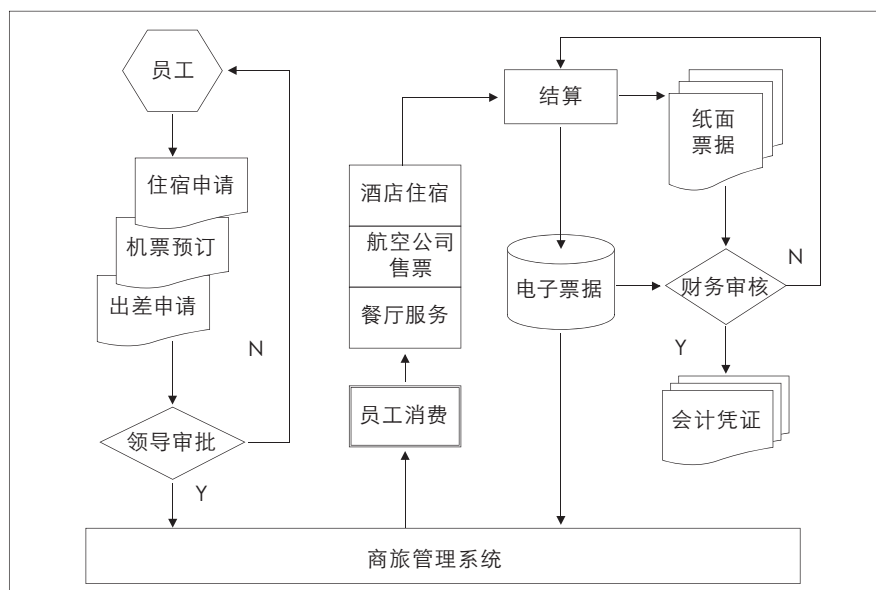 员工
住宿申请
机票预订
出差申请
N
领导审批
Y
酒店住宿
航空公司
售票
餐厅服务
员工消费
结算
纸面
票据
电子票据
财务审核
N
Y
会计凭证
商旅管理系统